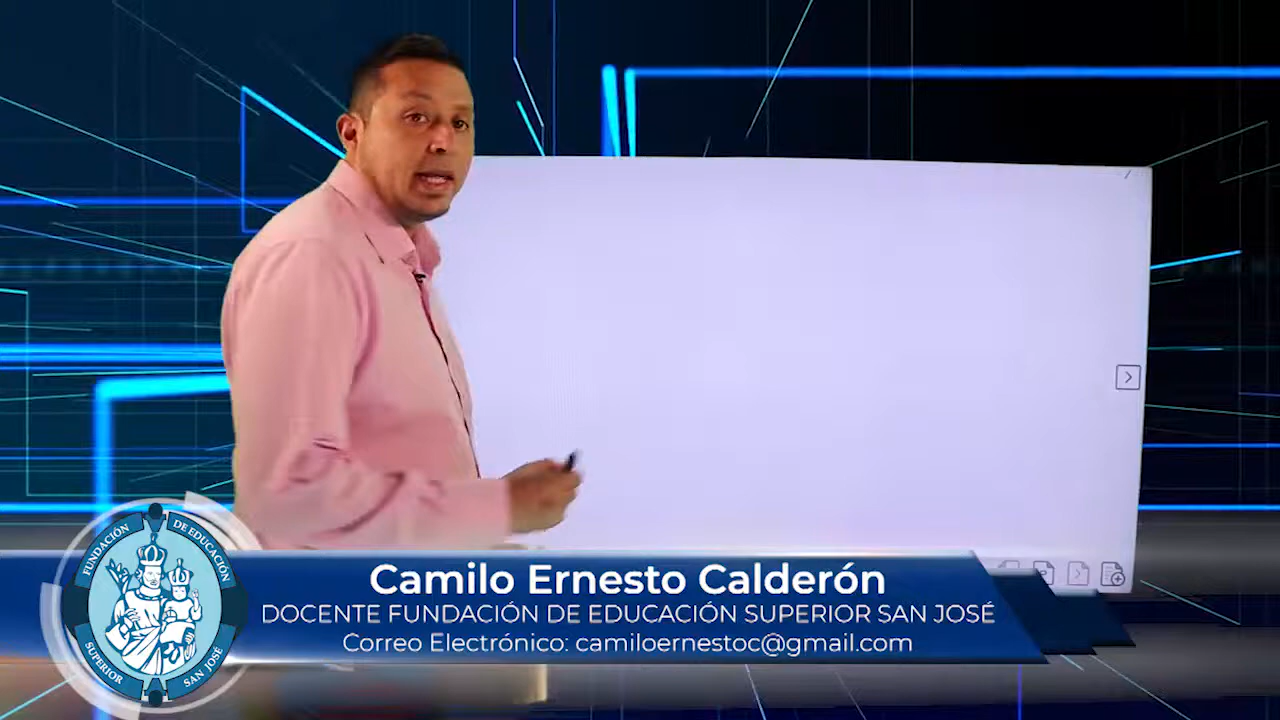 Camilo Ernesto Calderón
DOCENTE FUNDACIÓN DE EDUCACIÓN SUPERIOR SAN JOSÉ
Correo Electrónico: camiloernestoc@gmail.com
FUNDACIÓN DE EDUCACIÓN
SUPERIOR SAN JOSÉ